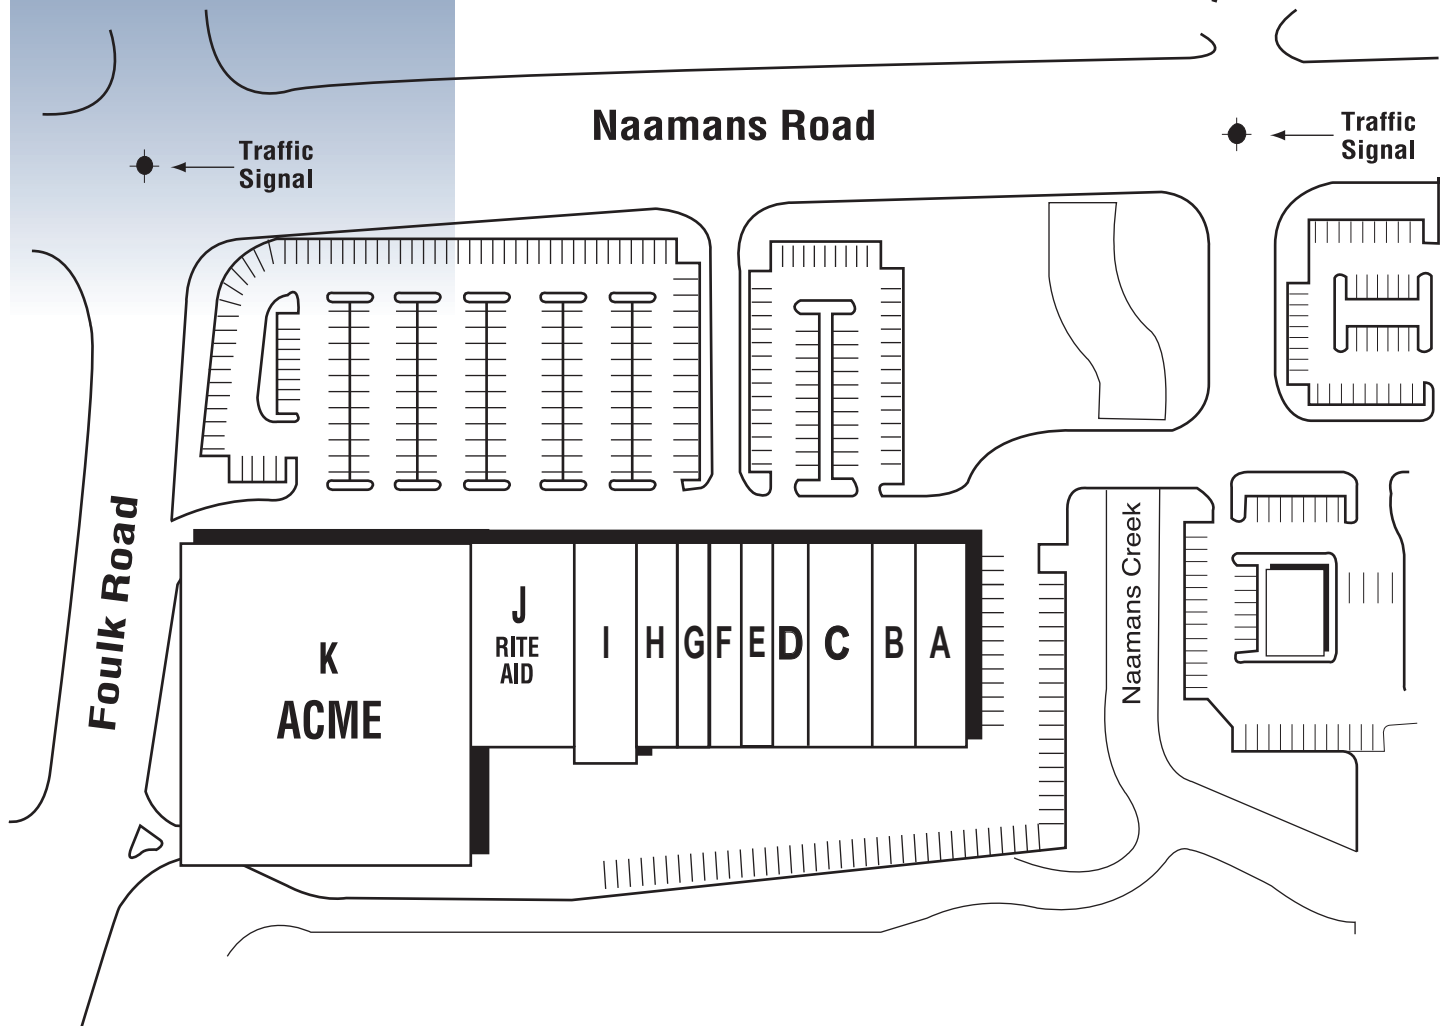 Naamans Road
Traffic
Signal
Traffic
Signal
Foulk Road
K
ACME
J
RITE
AID
I
H
G
F
E
D
C
B
A
Naamans Creek